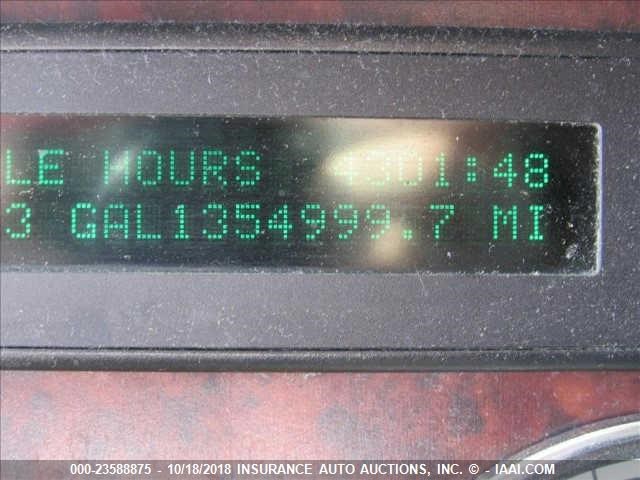 LE HOURS 4301:48
3 GAL1354999.7 MI
000-23588875 - 10/18/2018 INSURANCE AUTO AUCTIONS, INC. © - IAAI.COM